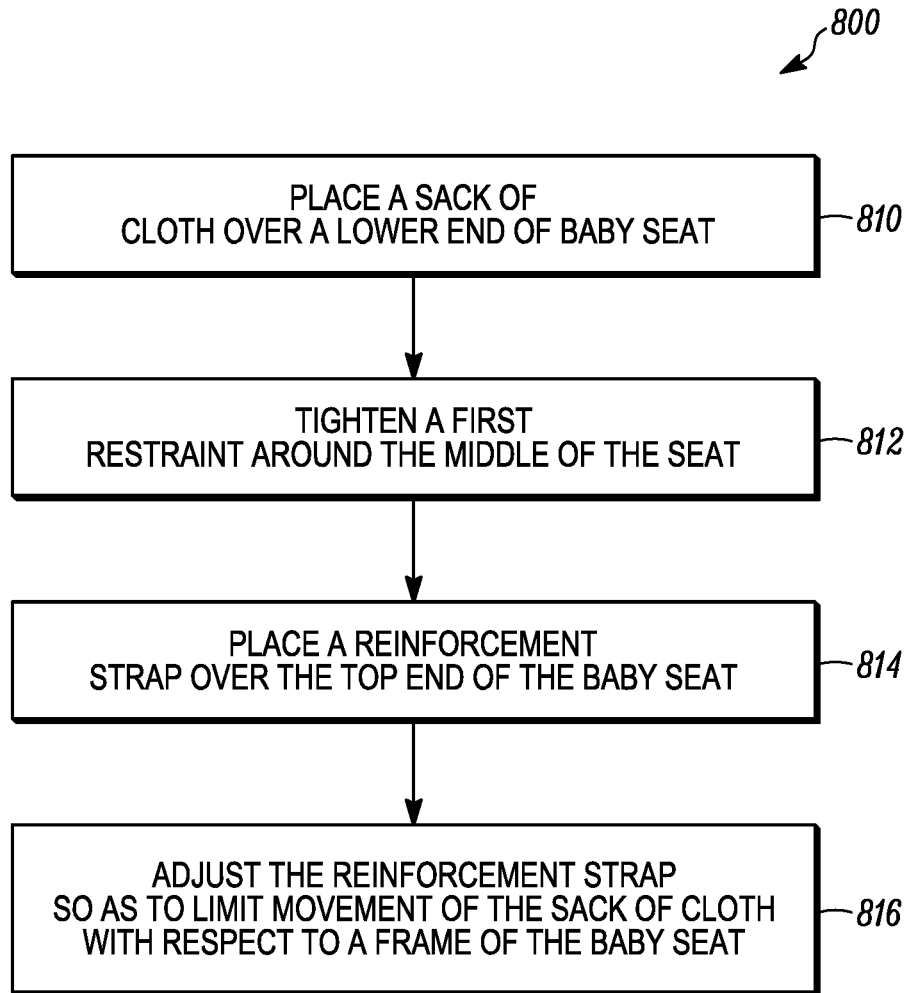 800
PLACE A SACK OF
CLOTH OVER A LOWER END OF BABY SEAT
810
TIGHTEN A FIRST
RESTRAINT AROUND THE MIDDLE OF THE SEAT
812
PLACE A REINFORCEMENT
STRAP OVER THE TOP END OF THE BABY SEAT
814
ADJUST THE REINFORCEMENT STRAP
SO AS TO LIMIT MOVEMENT OF THE SACK OF CLOTH
WITH RESPECT TO A FRAME OF THE BABY SEAT
816